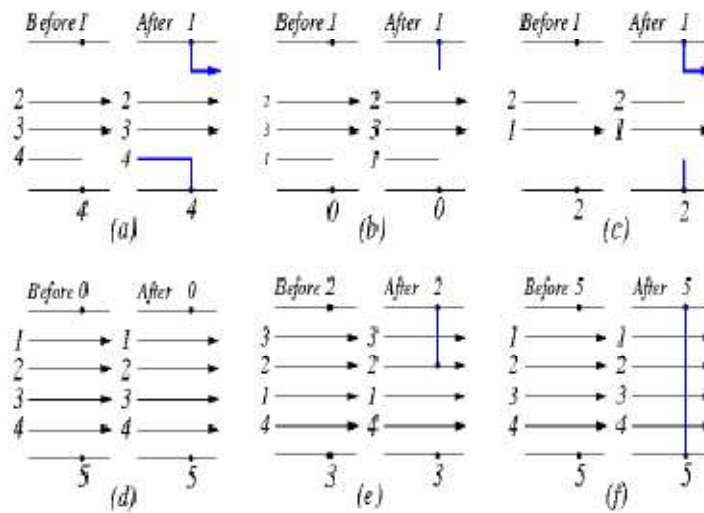 Before 1 After 1
2 2
3 3
4 4
4 4
(a)
Before 1 After 1
2 2
3 3
1 1
0 0
(b)
Before 1 After 1
2 2
1 1
2 2
(c)
Before 0 After 0
1 1
2 2
3 3
4 4
5 5
(d)
Before 2 After 2
3 3
2 2
1 1
4 4
3 3
(e)
Before 5 After 5
1 1
2 2
3 3
4 4
5 5
(f)